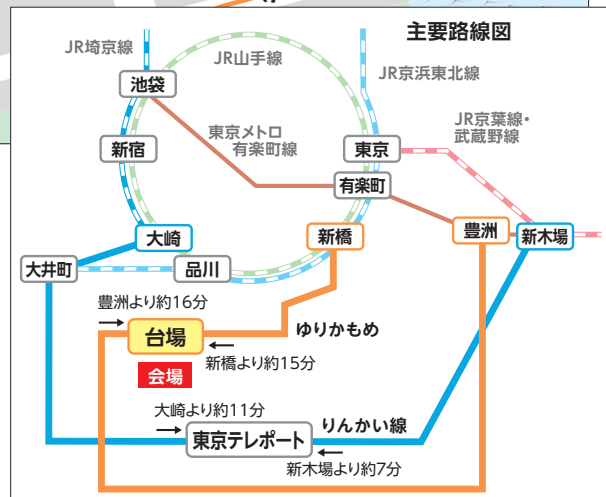 主要路線図
JR埼京線
JR山手線
JR京浜東北線
池袋
JR京葉線・
武蔵野線
東京メトロ
有楽町線
新宿
東京
有楽町
大崎
新橋
豊洲
新木場
大井町
品川
豊洲より約16分
台場
ゆりかもめ
新橋より約15分
会場
大崎より約11分
りんかい線
東京テレポート
新木場より約7分